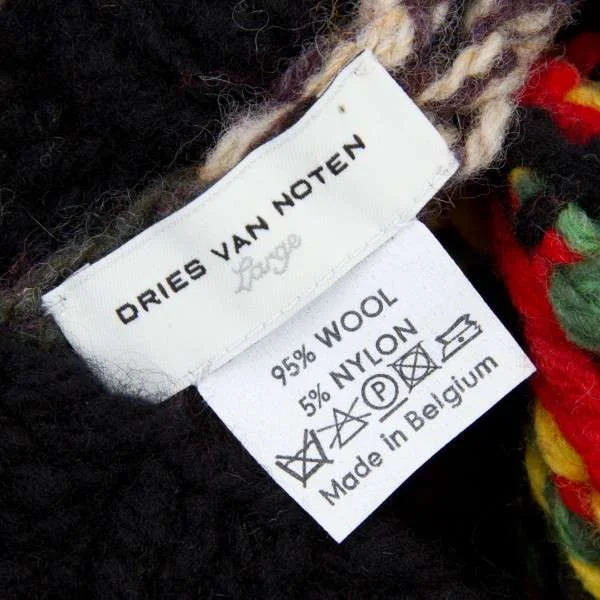 DRIES VAN NOTEN
Large
95% WOOL
5% NYLON
P
Made in Belgium